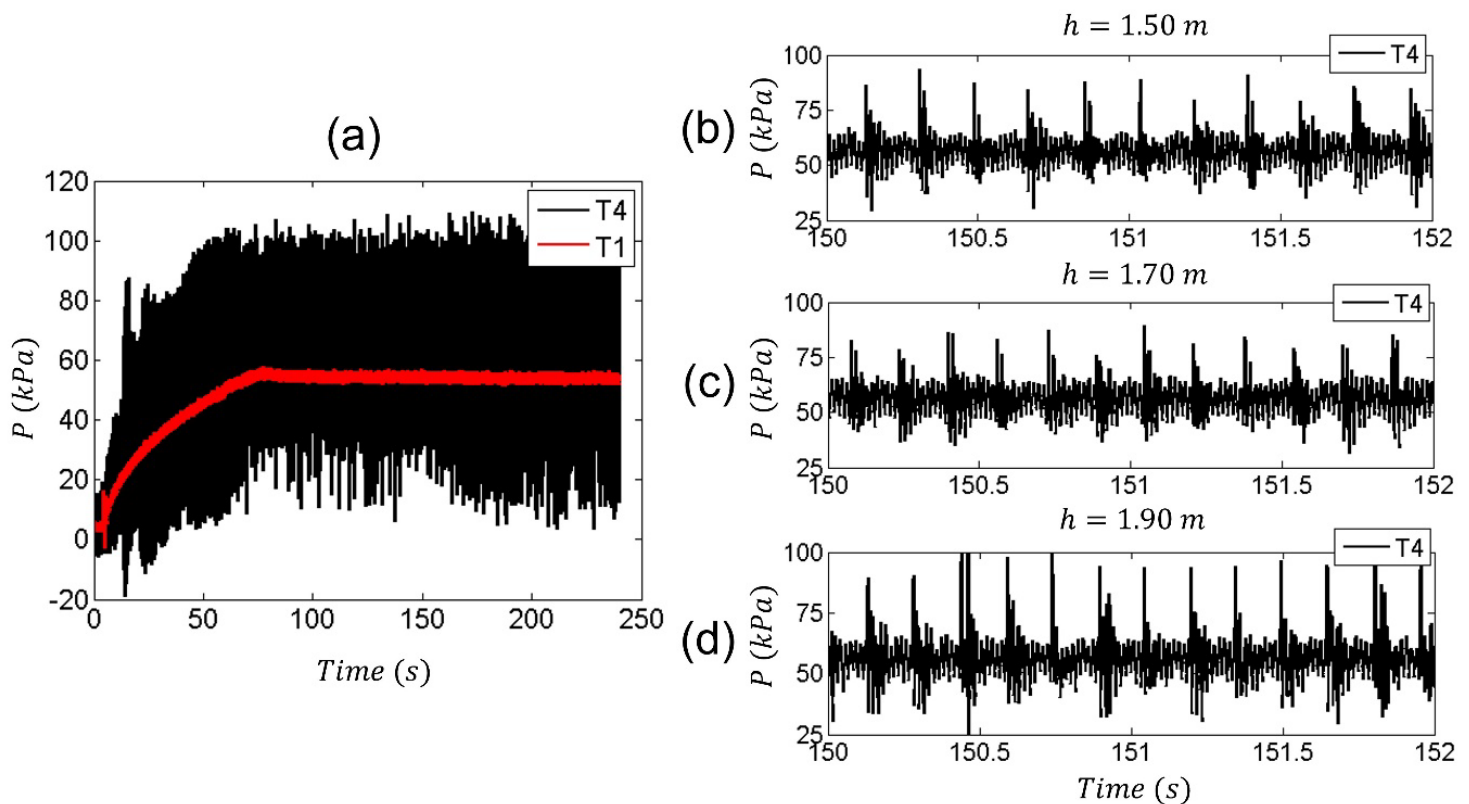 (a)
120
100
80
60
40
20
0
-20
P (kPa)
T4
T1
0 50 100 150 200 250
Time (s)
h = 1.50 m
(b)
100
75
50
25
P (kPa)
T4
150 150.5 151 151.5 152
h = 1.70 m
(c)
100
75
50
25
P (kPa)
T4
150 150.5 151 151.5 152
h = 1.90 m
(d)
100
75
50
25
P (kPa)
T4
150 150.5 151 151.5 152
Time (s)